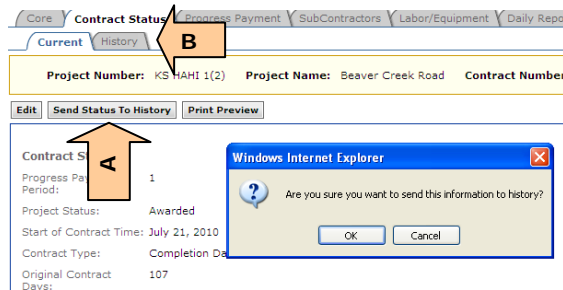 Core Contract Status Progress Payment SubContractors Labor/Equipment Daily Repo
Current History B
Project Number: KS HAHI 1(2) Project Name: Beaver Creek Road Contract Number
Edit Send Status To History Print Preview
A
Contract St
Progress Pay 1
Period:
Project Status: Awarded
Start of Contract Time: July 21, 2010
Contract Type: Completion Da
Original Contract 107
Days:
Windows Internet Explorer
Are you sure you want to send this information to history?
OK Cancel